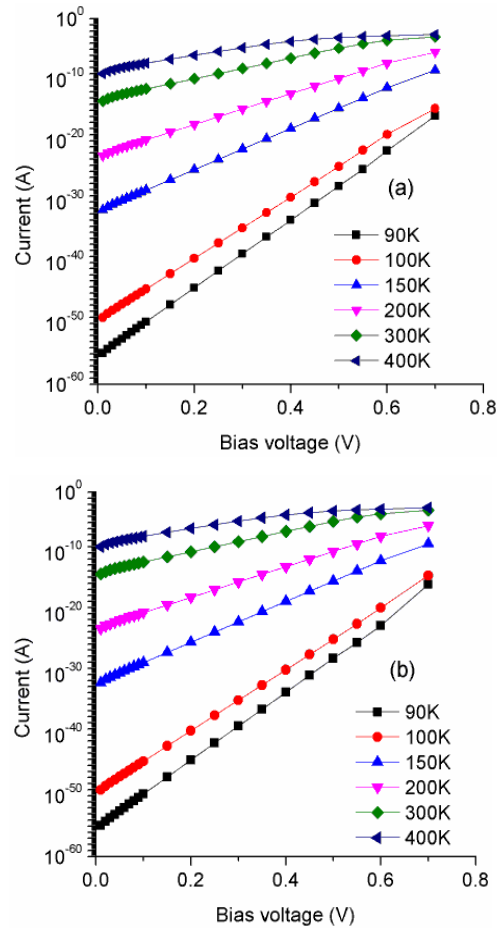 10^0
10^-10
10^-20
10^-30
10^-40
10^-50
10^-60
Current (A)
0.0 0.2 0.4 0.6 0.8
Bias voltage (V)
(a)
90K
100K
150K
200K
300K
400K
10^0
10^-10
10^-20
10^-30
10^-40
10^-50
10^-60
Current (A)
0.0 0.2 0.4 0.6 0.8
Bias voltage (V)
(b)
90K
100K
150K
200K
300K
400K